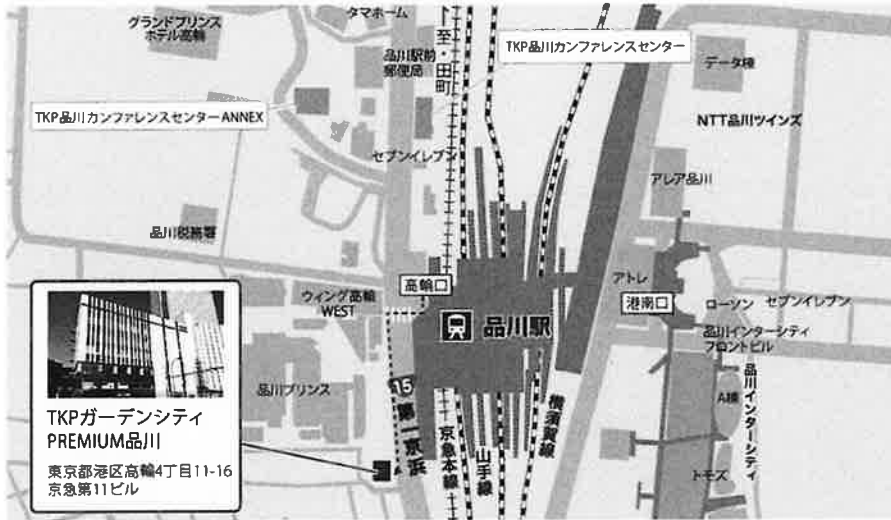 グランドプリンス
ホテル高輪
タマホーム
品川駅前
郵便局
至・田町
TKP品川カンファレンスセンター
データ棟
TKP品川カンファレンスセンターANNEX
NTT品川ツインズ
セブンイレブン
アレア品川
品川税務署
高輪口
アトレ
港南口
ウィング高輪
WEST
ローソン
セブンイレブン
品川駅
品川インターシティ
フロントビル
品川プリンス
15
第一京浜
京急本線
山手線
横須賀線
A棟
品川インターシティ
トモズ
TKPガーデンシティ
PREMIUM品川
東京都港区高輪4丁目11-16
京急第11ビル